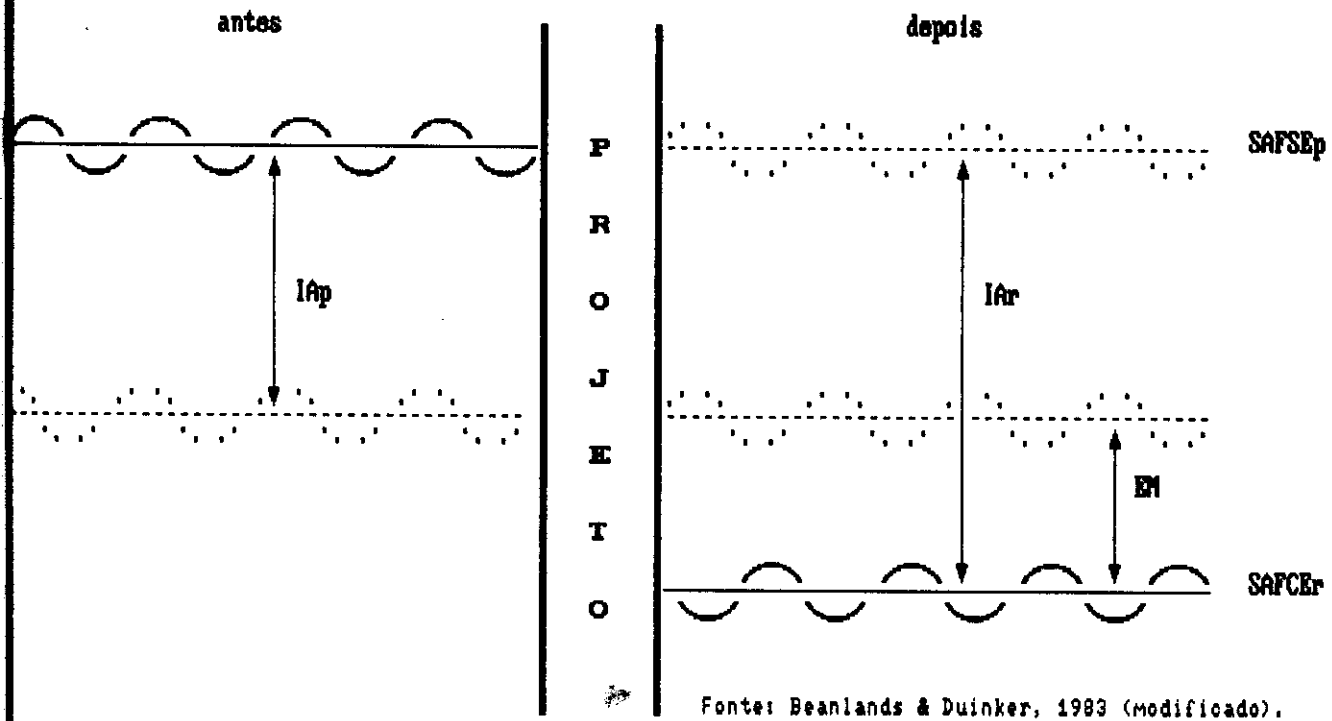 antes
depois
SAFSEp
IAp
IAr
EM
SAFCEr
P
R
O
J
E
T
O
Fonte: Beanlands & Duinker, 1983 (modificado).